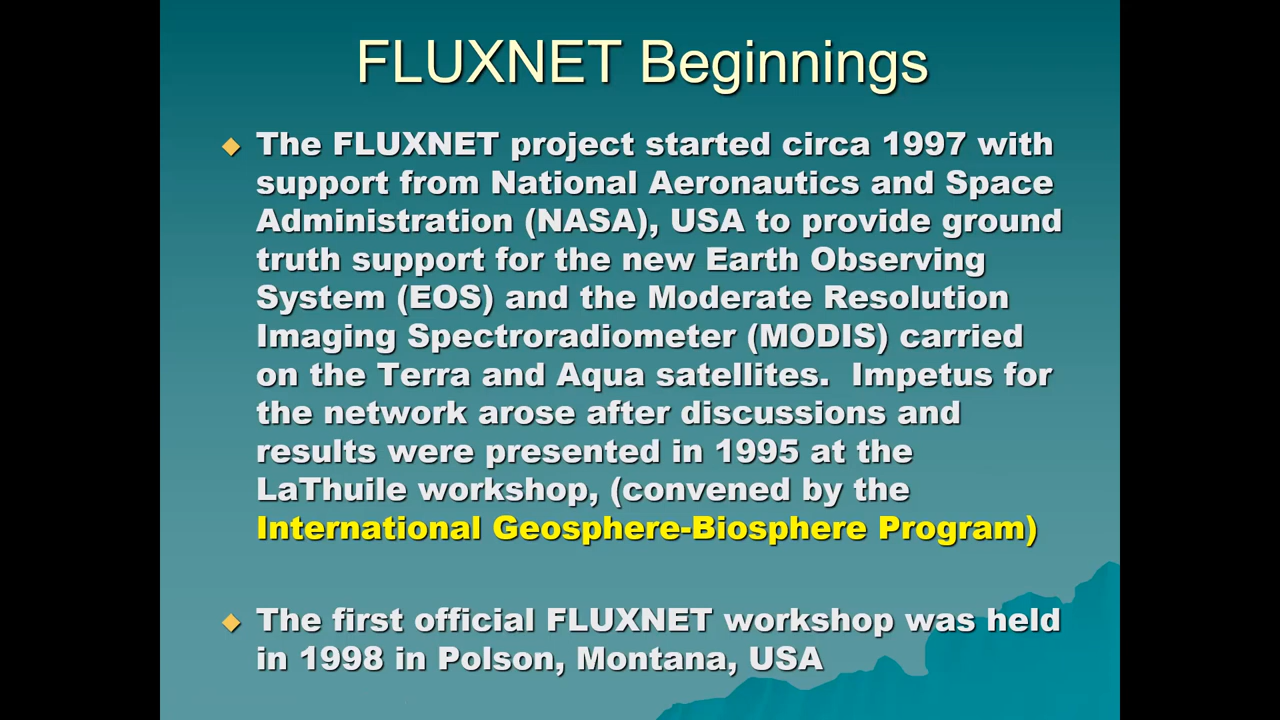 FLUXNET Beginnings
The FLUXNET project started circa 1997 with
support from National Aeronautics and Space
Administration (NASA), USA to provide ground
truth support for the new Earth Observing
System (EOS) and the Moderate Resolution
Imaging Spectroradiometer (MODIS) carried
on the Terra and Aqua satellites.  Impetus for
the network arose after discussions and
results were presented in 1995 at the
LaThuile workshop, (convened by the
International Geosphere-Biosphere Program)
The first official FLUXNET workshop was held
in 1998 in Polson, Montana, USA